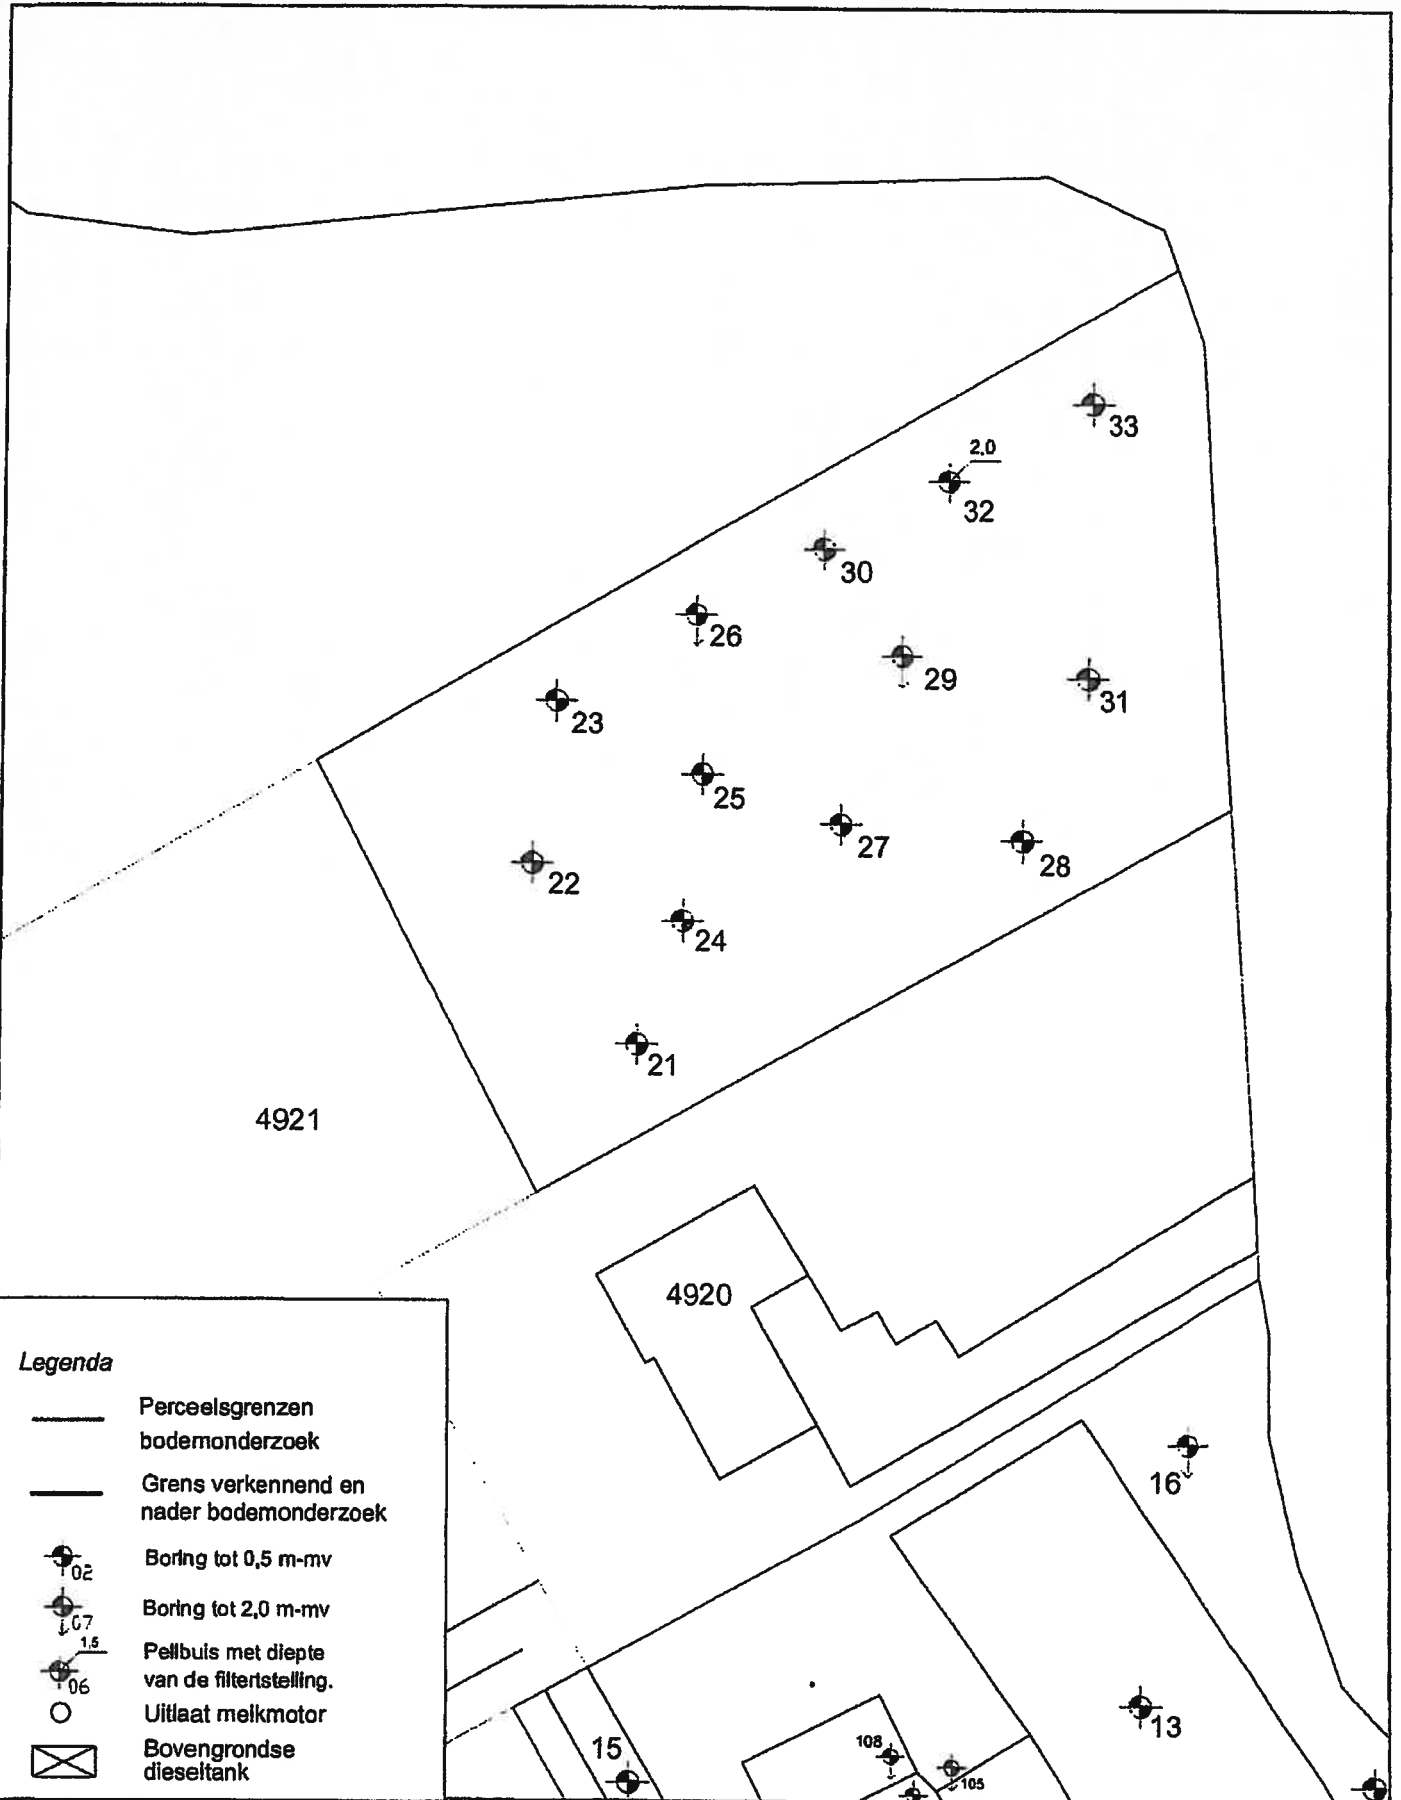 33
2,0
32
30
26
29
31
23
25
27
28
22
24
21
4921
4920
16
13
15
108
105
Legenda
Perceelsgrenzen
bodemonderzoek
Grens verkennend en
nader bodemonderzoek
02
Boring tot 0,5 m-mv
07
Boring tot 2,0 m-mv
1,5
06
Peilbuis met diepte
van de filterstelling.
Uitlaat melkmotor
Bovengrondse
dieseltank